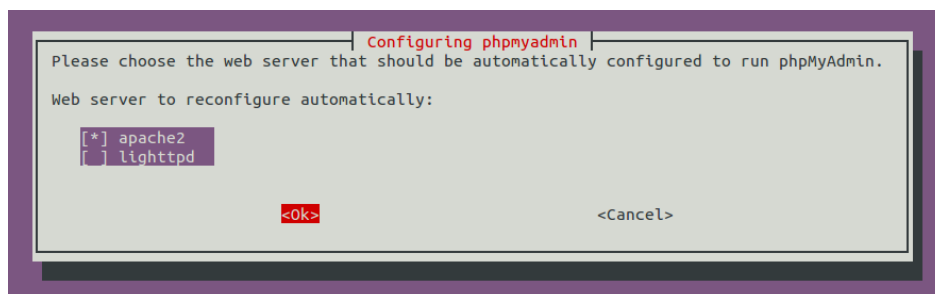 Configuring phpmyadmin
Please choose the web server that should be automatically configured to run phpMyAdmin.
Web server to reconfigure automatically:
[*] apache2
[ ] lighttpd
<Ok> <Cancel>